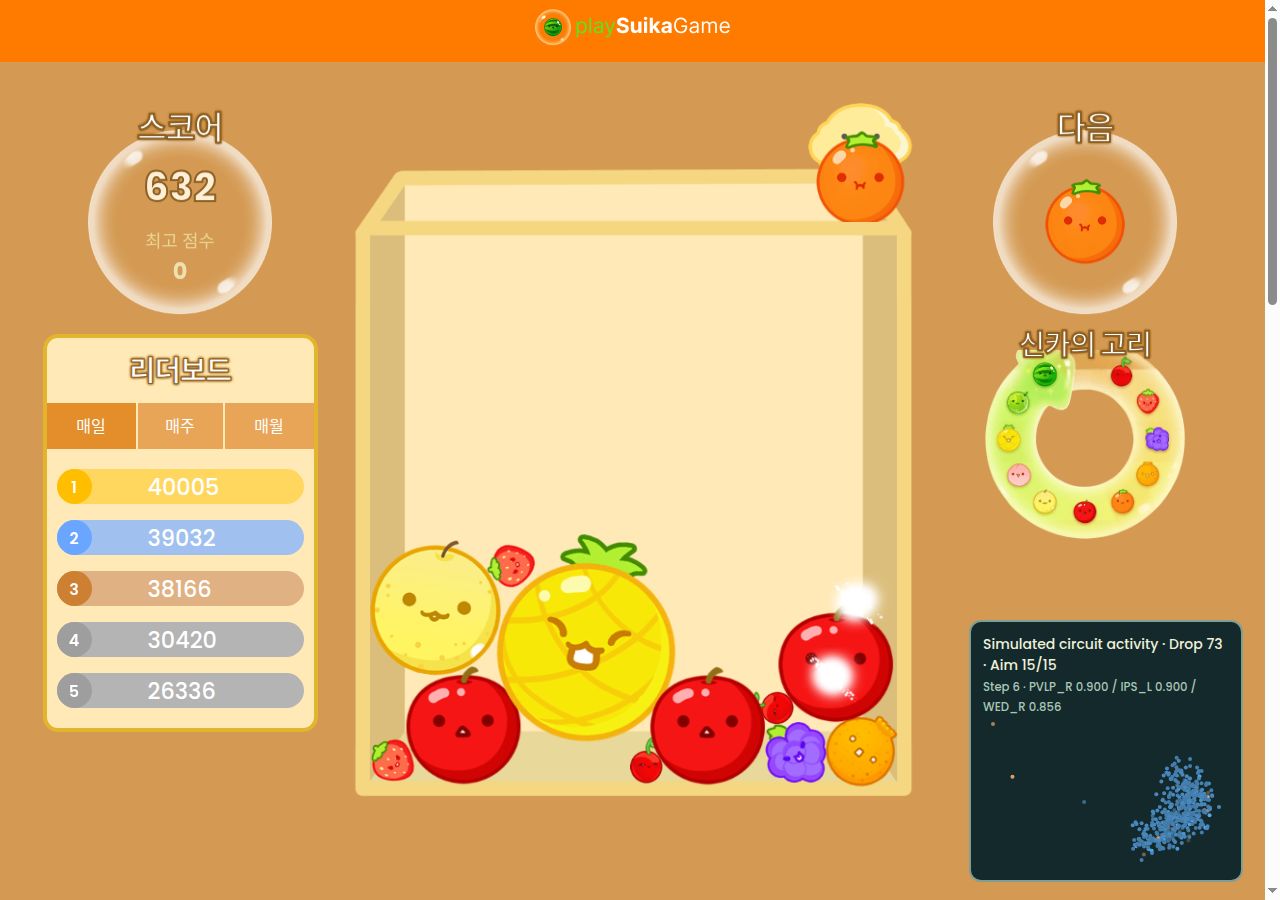 playSuikaGame
스코어
632
최고 점수
0
다음
신카의 고리
리더보드
매일 매주 매월
1 40005
2 39032
3 38166
4 30420
5 26336
Simulated circuit activity · Drop 73
· Aim 15/15
Step 6 · PVLP_R 0.900 / IPS_L 0.900 /
WED_R 0.856